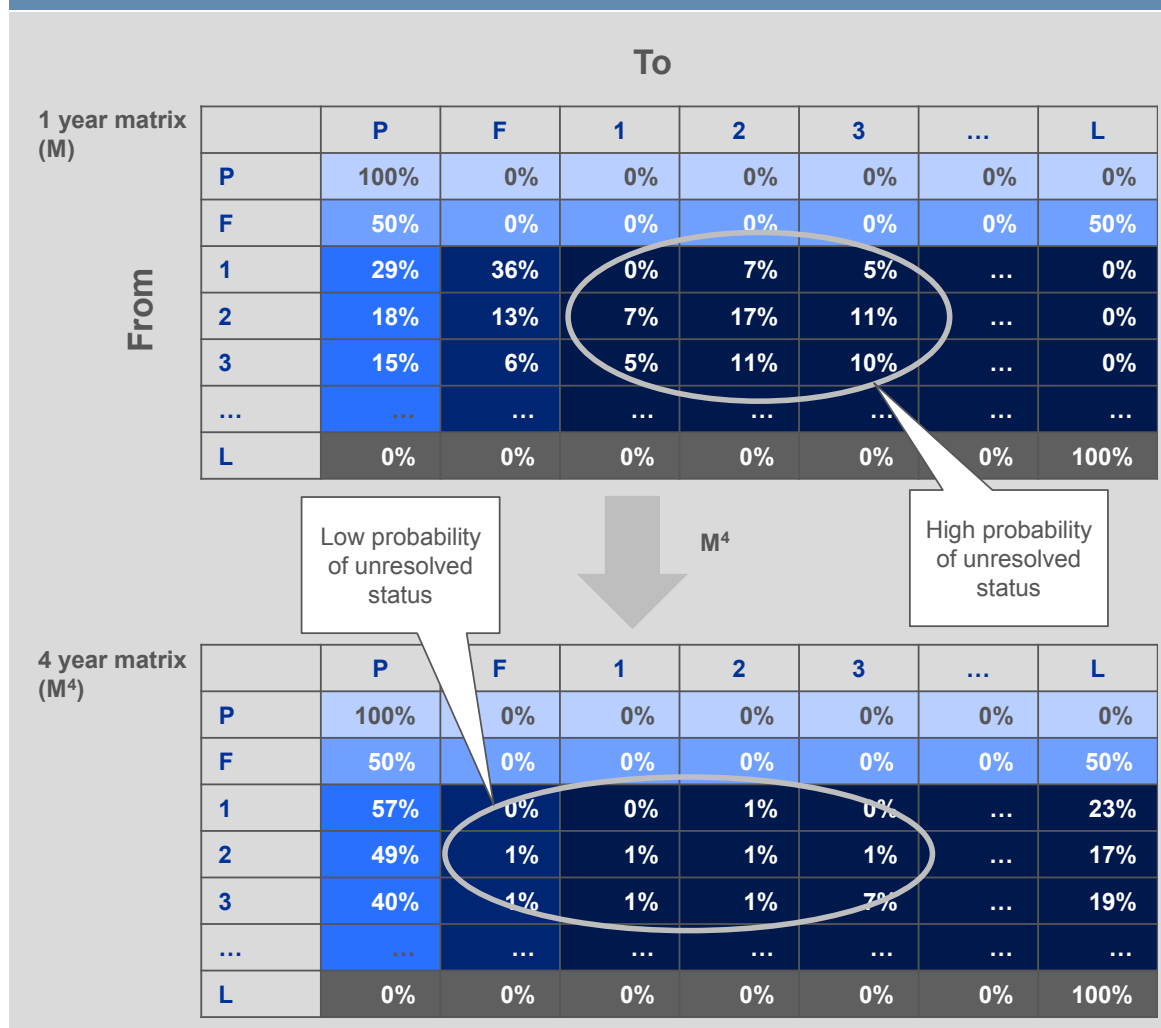 To
1 year matrix
(M)
P F 1 2 3 ... L
P 100% 0% 0% 0% 0% 0% 0%
F 50% 0% 0% 0% 0% 0% 50%
1 29% 36% 0% 7% 5% ... 0%
2 18% 13% 7% 17% 11% ... 0%
3 15% 6% 5% 11% 10% ... 0%
... ... ... ... ... ... ... ...
L 0% 0% 0% 0% 0% 0% 100%
From
Low probability
of unresolved
status
M⁴
High probability
of unresolved
status
4 year matrix
(M⁴)
P F 1 2 3 ... L
P 100% 0% 0% 0% 0% 0% 0%
F 50% 0% 0% 0% 0% 0% 50%
1 57% 0% 0% 1% 0% ... 23%
2 49% 1% 1% 1% 1% ... 17%
3 40% 1% 1% 1% 7% ... 19%
... ... ... ... ... ... ... ...
L 0% 0% 0% 0% 0% 0% 100%